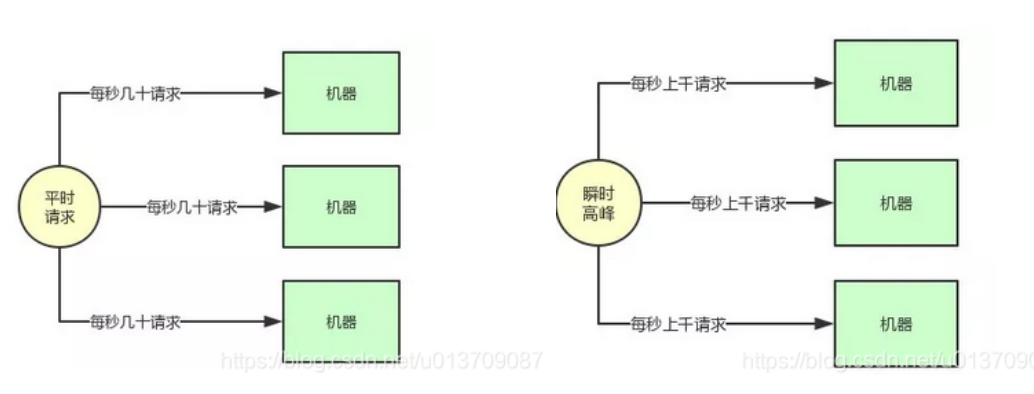 每秒几十请求
机器
平时
请求
每秒几十请求
机器
每秒几十请求
机器
https://blog.csdn.net/u013709087
每秒上千请求
机器
瞬时
高峰
每秒上千请求
机器
每秒上千请求
机器
https://blog.csdn.net/u0137090